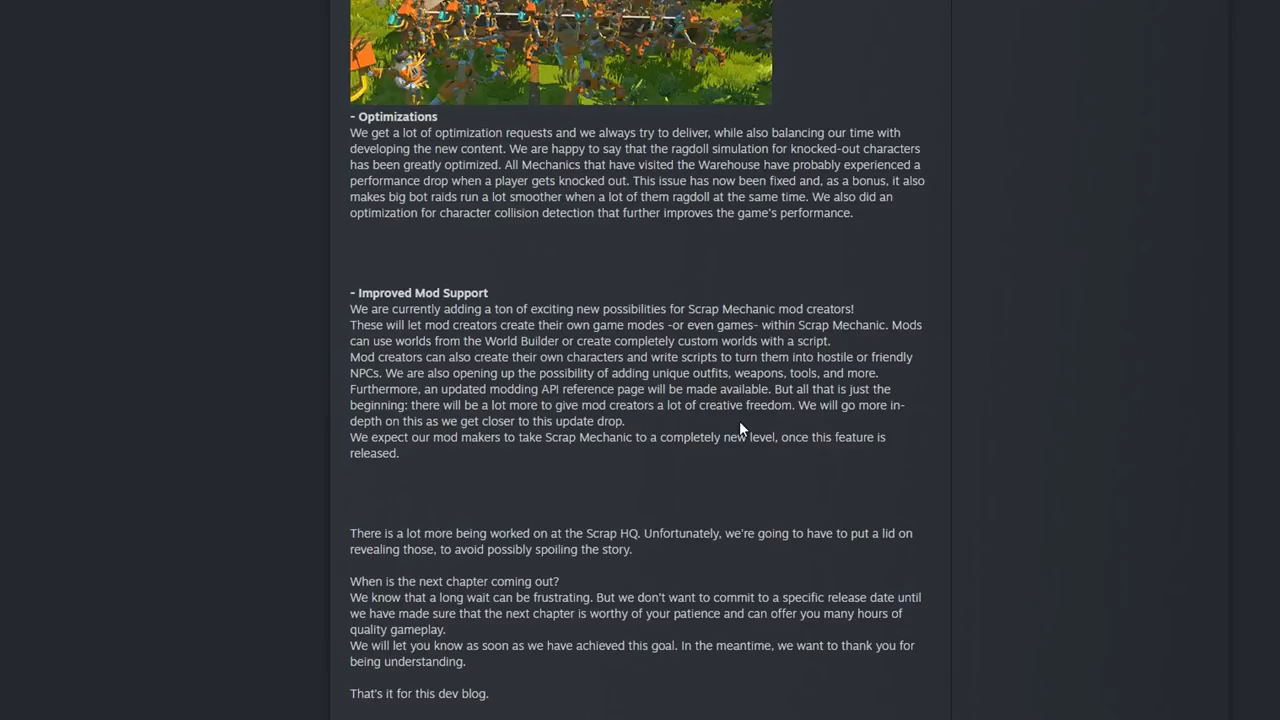 - Optimizations
We get a lot of optimization requests and we always try to deliver, while also balancing our time with
developing the new content. We are happy to say that the ragdoll simulation for knocked-out characters
has been greatly optimized. All Mechanics that have visited the Warehouse have probably experienced a
performance drop when a player gets knocked out. This issue has now been fixed and, as a bonus, it also
makes big bot raids run a lot smoother when a lot of them ragdoll at the same time. We also did an
optimization for character collision detection that further improves the game's performance.
- Improved Mod Support
We are currently adding a ton of exciting new possibilities for Scrap Mechanic mod creators!
These will let mod creators create their own game modes -or even games- within Scrap Mechanic. Mods
can use worlds from the World Builder or create completely custom worlds with a script.
Mod creators can also create their own characters and write scripts to turn them into hostile or friendly
NPCs. We are also opening up the possibility of adding unique outfits, weapons, tools, and more.
Furthermore, an updated modding API reference page will be made available. But all that is just the
beginning: there will be a lot more to give mod creators a lot of creative freedom. We will go more in-
depth on this as we get closer to this update drop.
We expect our mod makers to take Scrap Mechanic to a completely new level, once this feature is
released.
There is a lot more being worked on at the Scrap HQ. Unfortunately, we're going to have to put a lid on
revealing those, to avoid possibly spoiling the story.
When is the next chapter coming out?
We know that a long wait can be frustrating. But we don't want to commit to a specific release date until
we have made sure that the next chapter is worthy of your patience and can offer you many hours of
quality gameplay.
We will let you know as soon as we have achieved this goal. In the meantime, we want to thank you for
being understanding.
That's it for this dev blog.